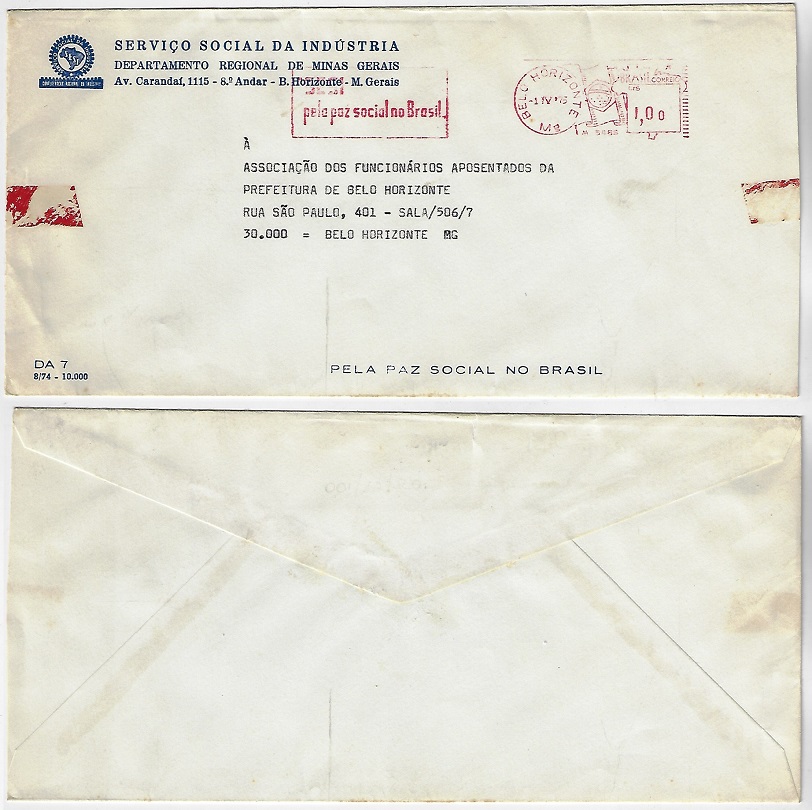 SERVIÇO SOCIAL DA INDÚSTRIA
DEPARTAMENTO REGIONAL DE MINAS GERAIS
Av. Carandaí, 1115 - 8.º Andar - B. Horizonte - M. Gerais
pela paz social no Brasil
BELO HORIZONTE
MG
1,00
À
ASSOCIAÇÃO DOS FUNCIONÁRIOS APOSENTADOS DA
PREFEITURA DE BELO HORIZONTE
RUA SÃO PAULO, 401 - SALA/506/7
30.000 = BELO HORIZONTE MG
DA 7
8/74 - 10.000
PELA PAZ SOCIAL NO BRASIL